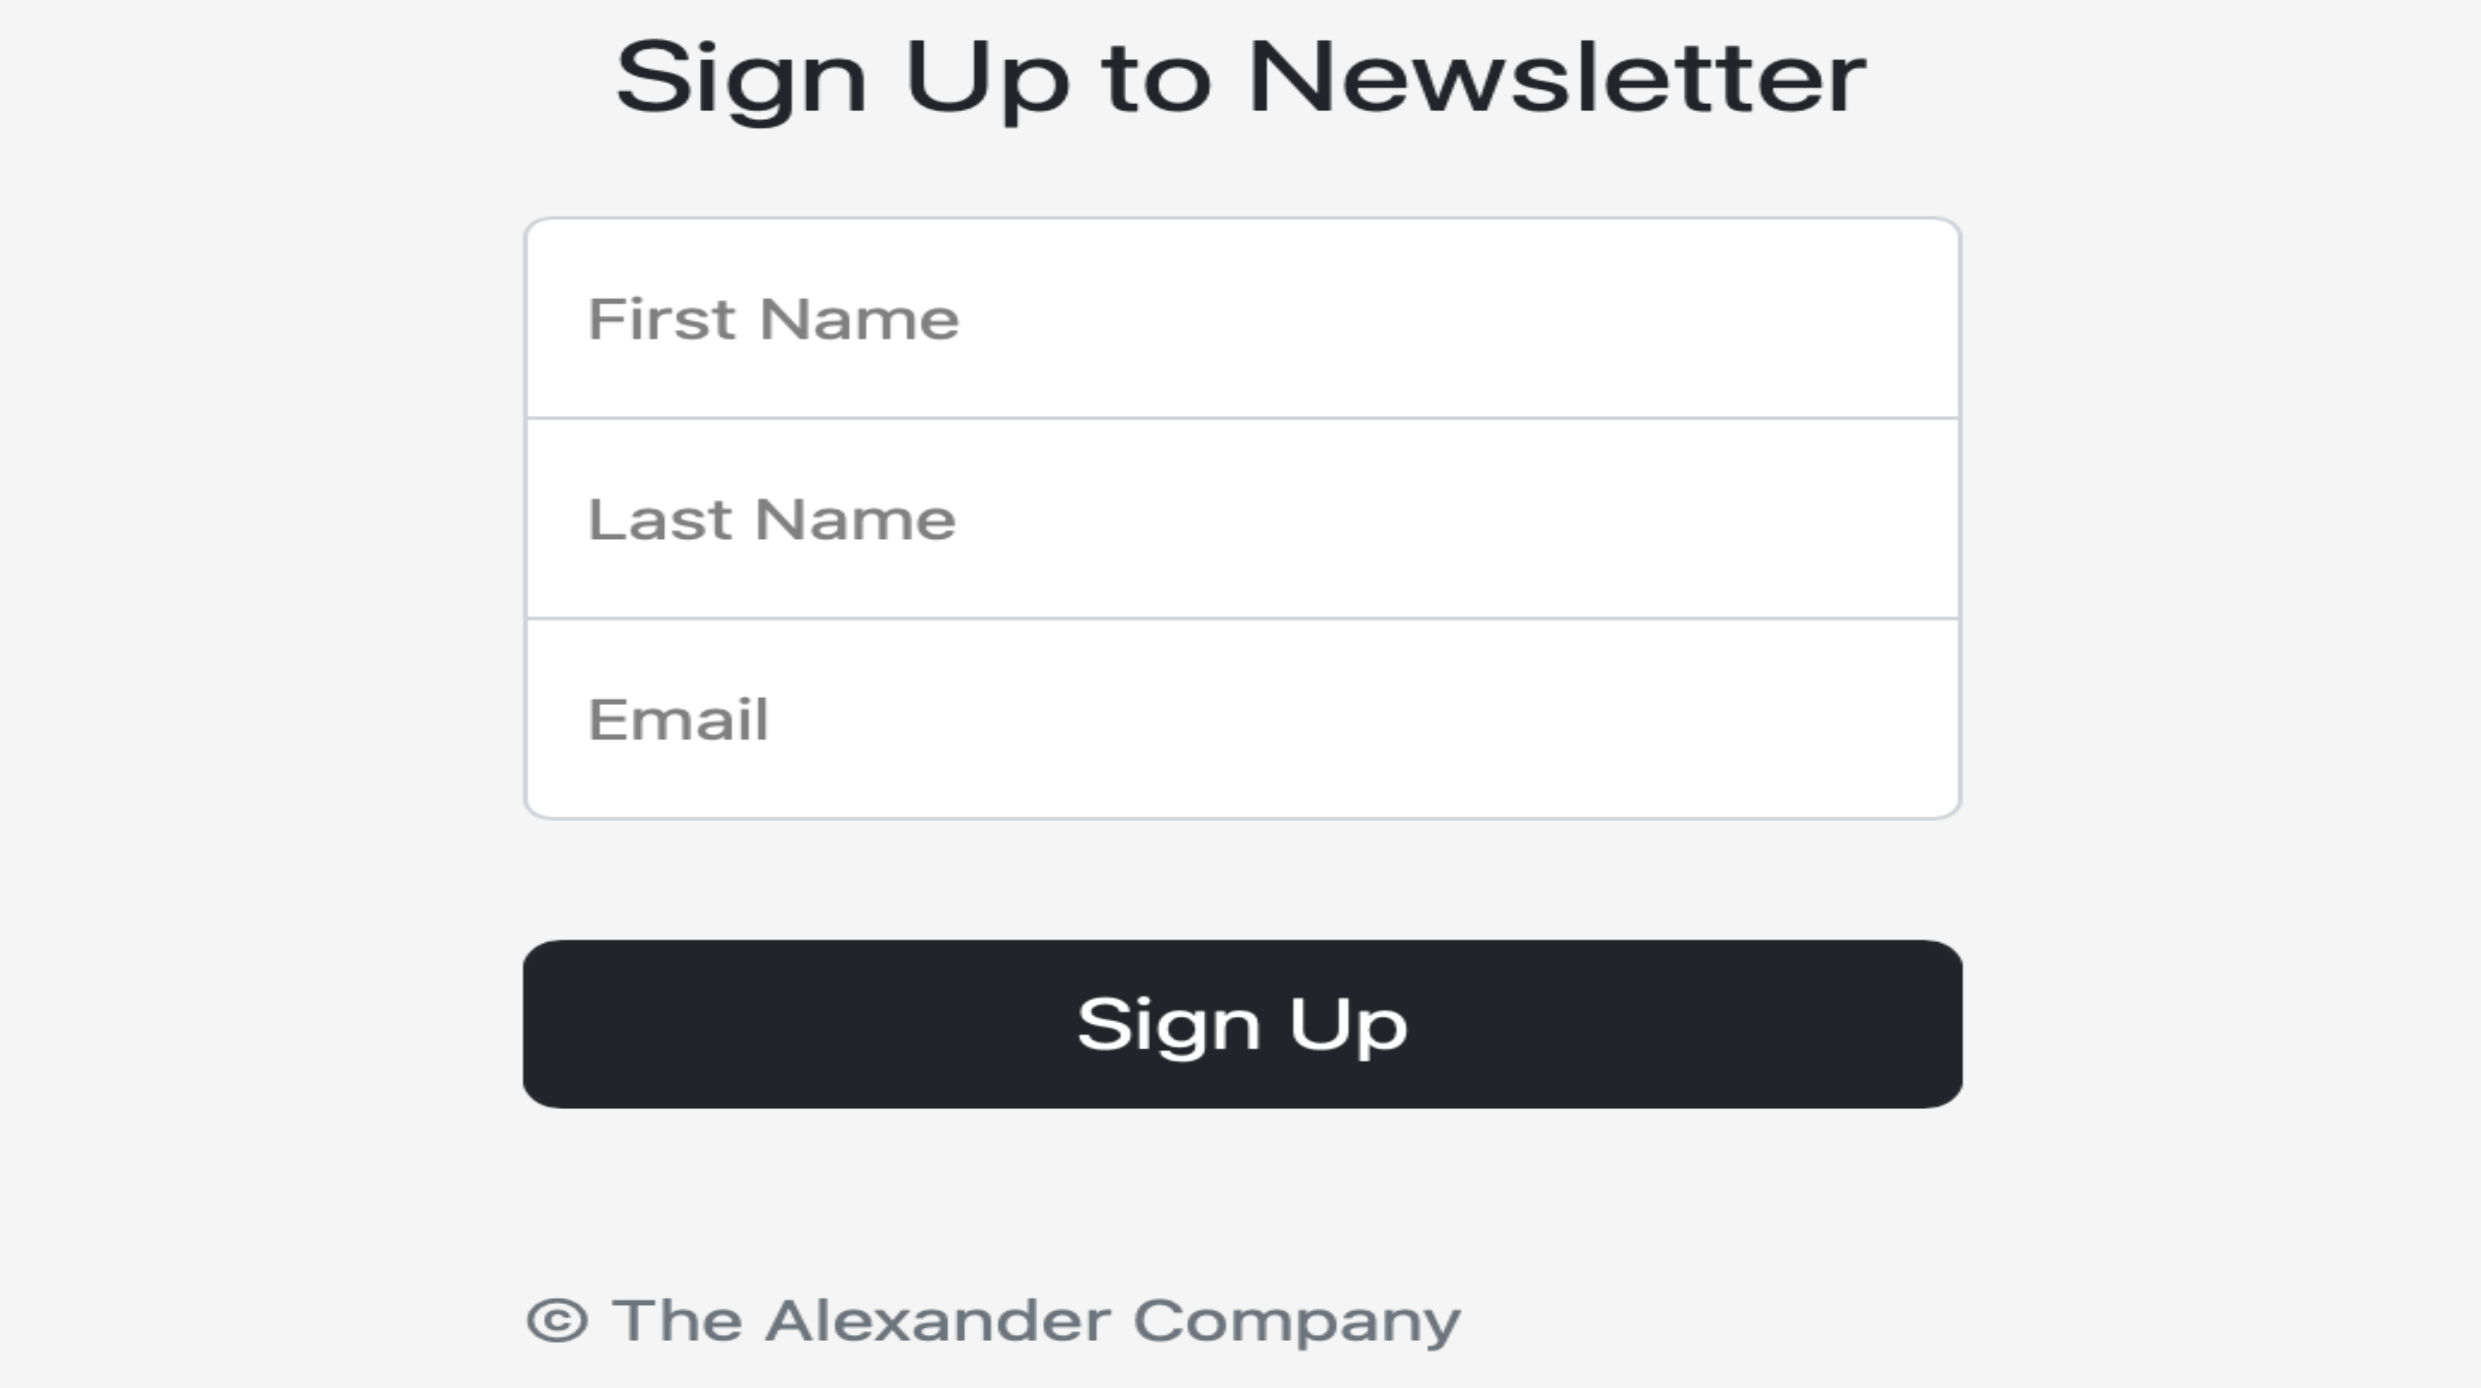 Sign Up to Newsletter
First Name
Last Name
Email
Sign Up
© The Alexander Company